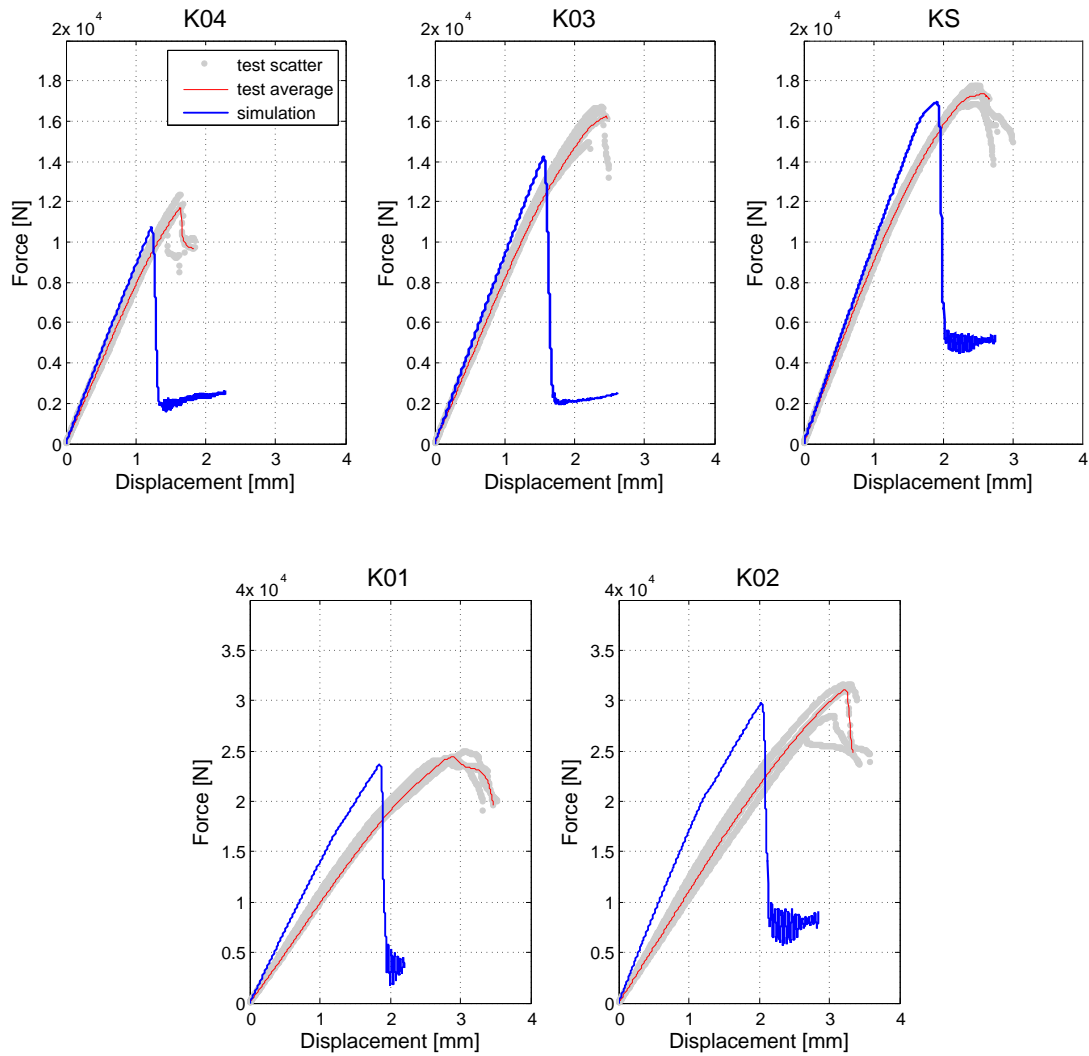 K04
2x 10 4
1.8
1.6
1.4
1.2
1
0.8
0.6
0.4
0.2
0
0 1 2 3 4
Force [N]
Displacement [mm]
test scatter
test average
simulation
K03
2x 10 4
1.8
1.6
1.4
1.2
1
0.8
0.6
0.4
0.2
0
0 1 2 3 4
Force [N]
Displacement [mm]
KS
2x 10 4
1.8
1.6
1.4
1.2
1
0.8
0.6
0.4
0.2
0
0 1 2 3 4
Force [N]
Displacement [mm]
K01
4x 10 4
3.5
3
2.5
2
1.5
1
0.5
0
0 1 2 3 4
Force [N]
Displacement [mm]
K02
4x 10 4
3.5
3
2.5
2
1.5
1
0.5
0
0 1 2 3 4
Force [N]
Displacement [mm]